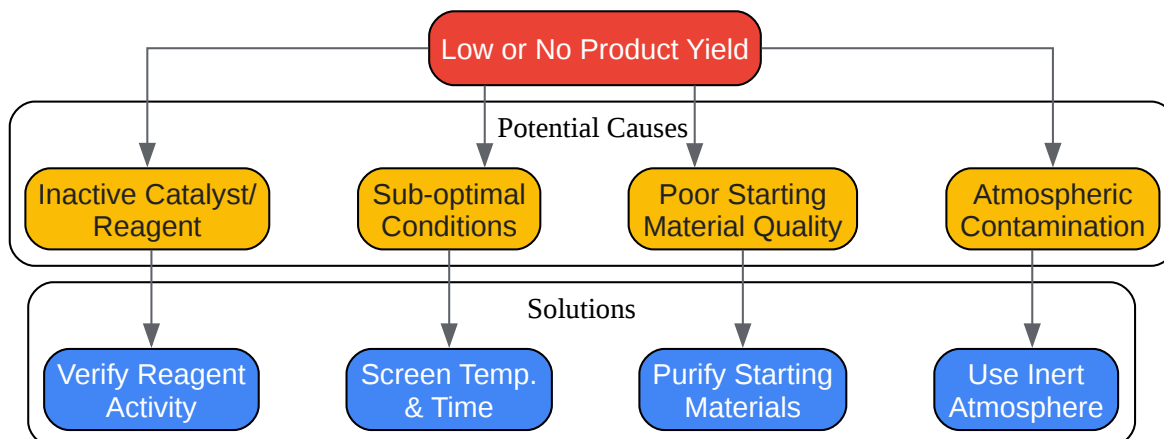 Low or No Product Yield
Potential Causes
Inactive Catalyst/
Reagent
Sub-optimal
Conditions
Poor Starting
Material Quality
Atmospheric
Contamination
Solutions
Verify Reagent
Activity
Screen Temp.
& Time
Purify Starting
Materials
Use Inert
Atmosphere